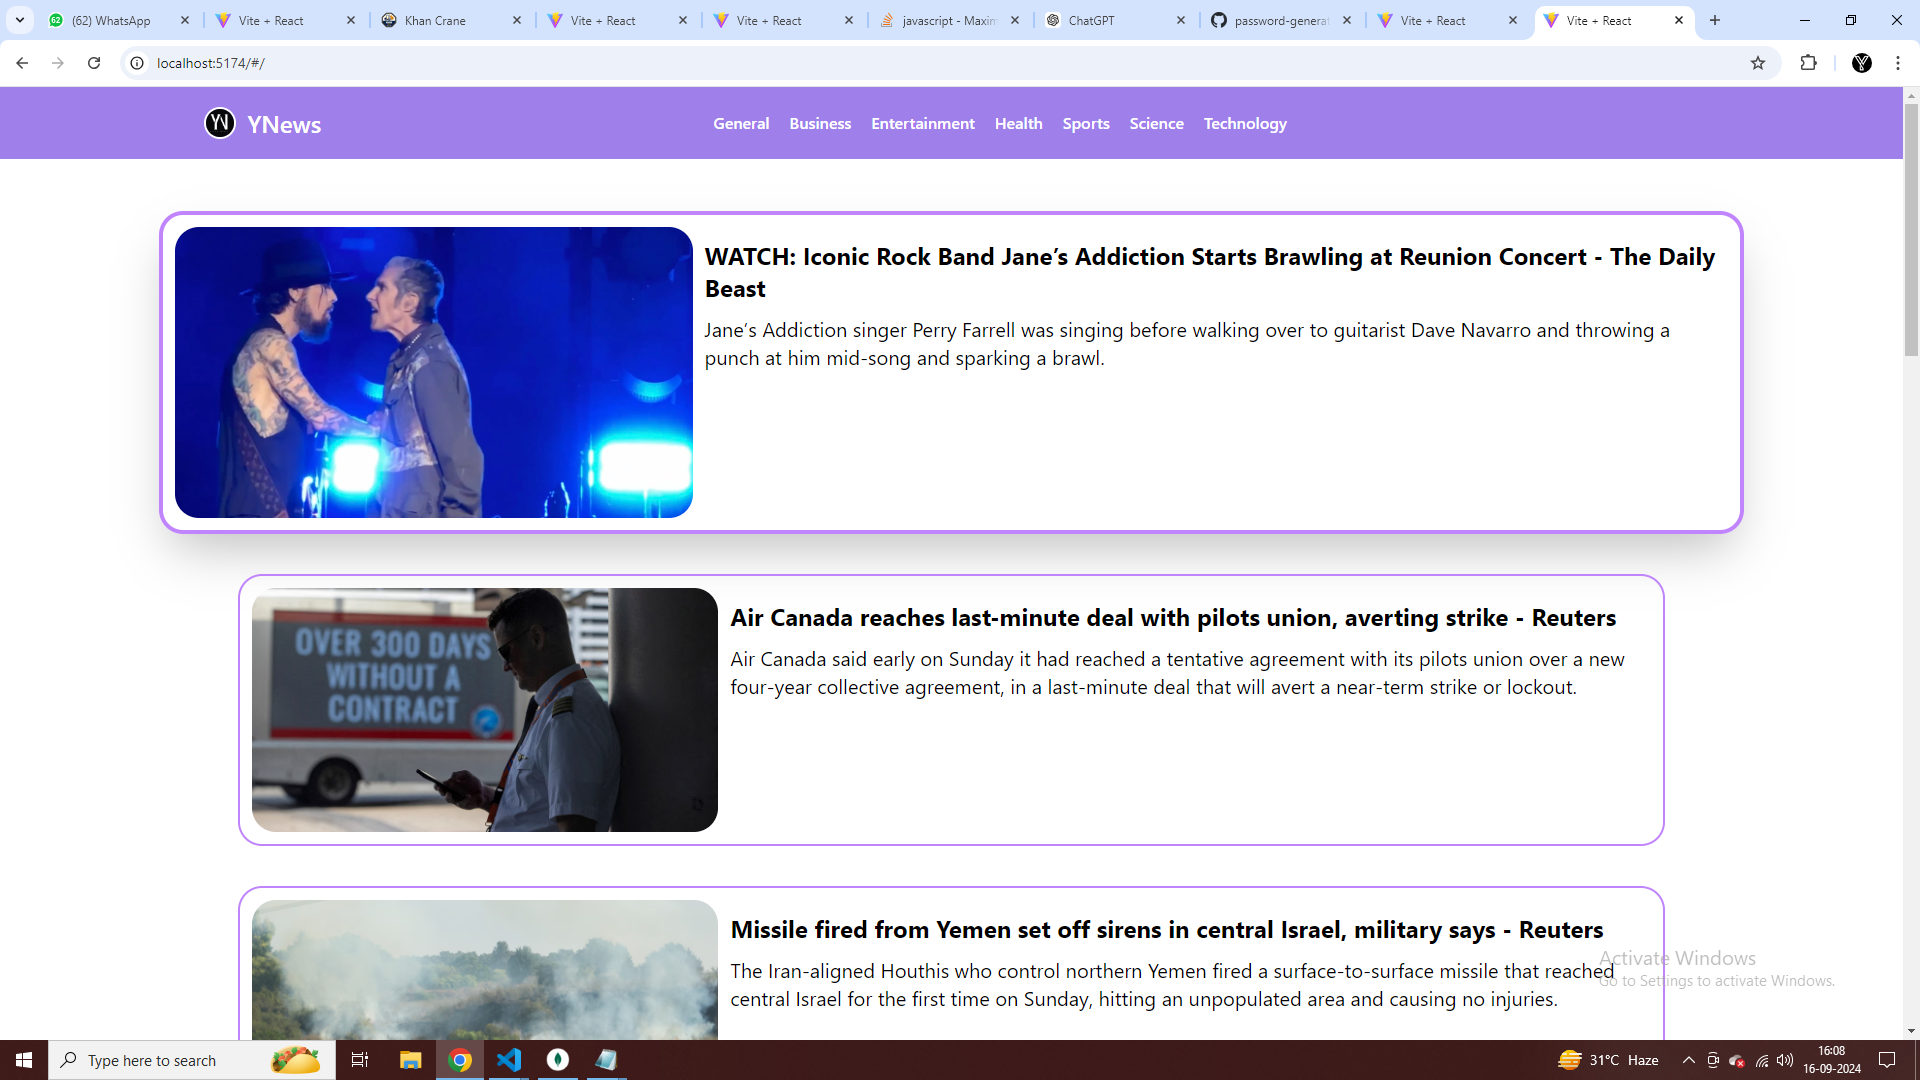 62
(62) WhatsApp
Vite + React
Khan Crane
Vite + React
Vite + React
javascript - Maxim
ChatGPT
password-generat
Vite + React
Vite + React
localhost:5174/#/
YN
YNews
General
Business
Entertainment
Health
Sports
Science
Technology
WATCH: Iconic Rock Band Jane’s Addiction Starts Brawling at Reunion Concert - The Daily
Beast
Jane’s Addiction singer Perry Farrell was singing before walking over to guitarist Dave Navarro and throwing a
punch at him mid-song and sparking a brawl.
OVER 300 DAYS
WITHOUT A
CONTRACT
Air Canada reaches last-minute deal with pilots union, averting strike - Reuters
Air Canada said early on Sunday it had reached a tentative agreement with its pilots union over a new
four-year collective agreement, in a last-minute deal that will avert a near-term strike or lockout.
Missile fired from Yemen set off sirens in central Israel, military says - Reuters
The Iran-aligned Houthis who control northern Yemen fired a surface-to-surface missile that reached
central Israel for the first time on Sunday, hitting an unpopulated area and causing no injuries.
Activate Windows
Go to Settings to activate Windows.
Type here to search
31°C Haze
16:08
16-09-2024